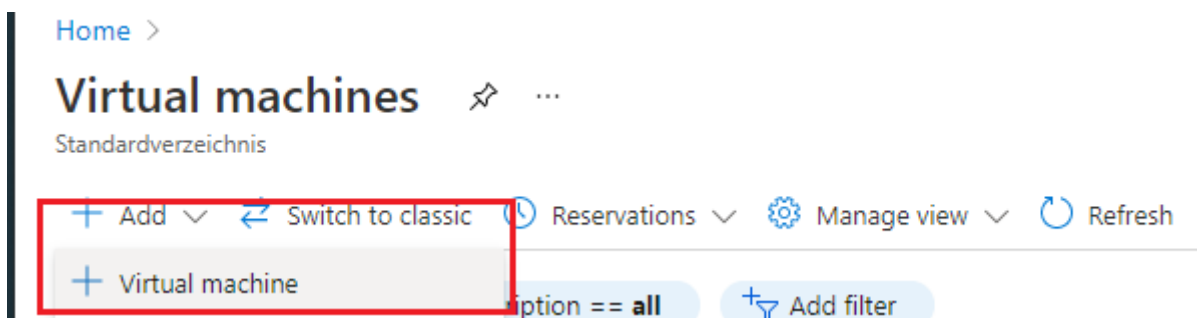 Home >
Virtual machines ...
Standardverzeichnis
+ Add Switch to classic Reservations Manage view Refresh
+ Virtual machine
ription == all Add filter